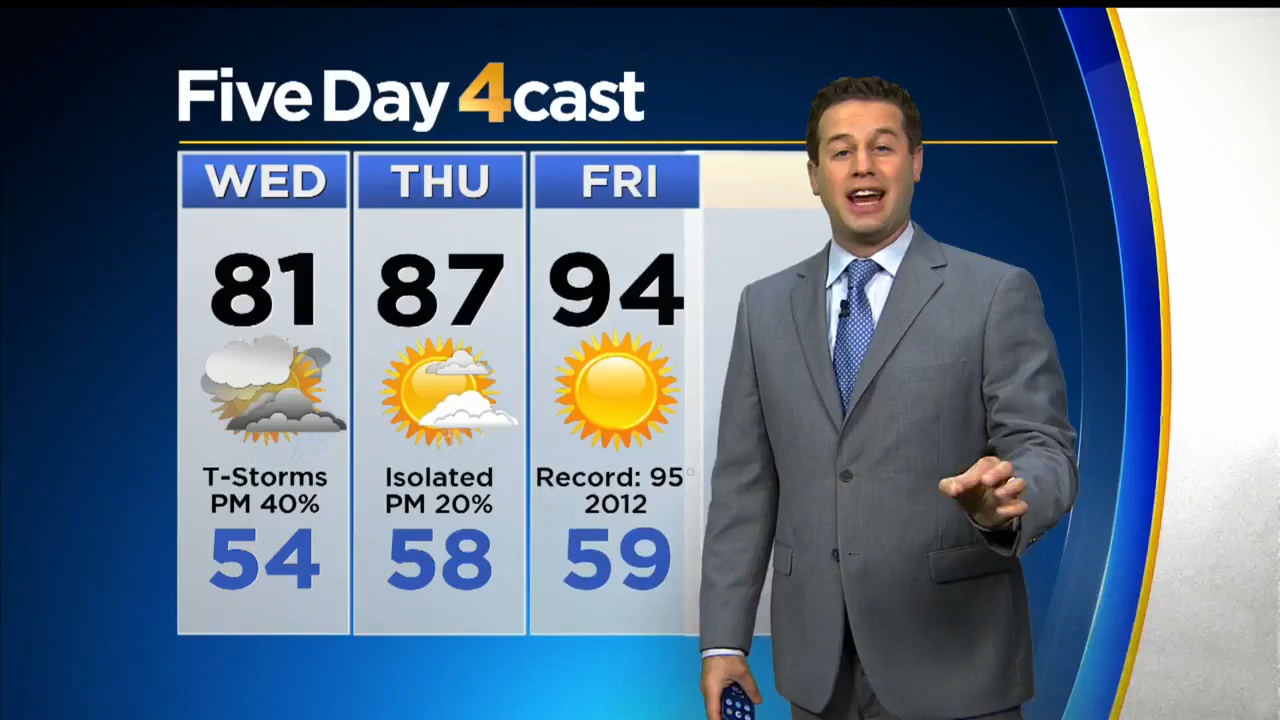 Five Day 4cast
WED
81
T-Storms
PM 40%
54
THU
87
Isolated
PM 20%
58
FRI
94
Record: 95°
2012
59